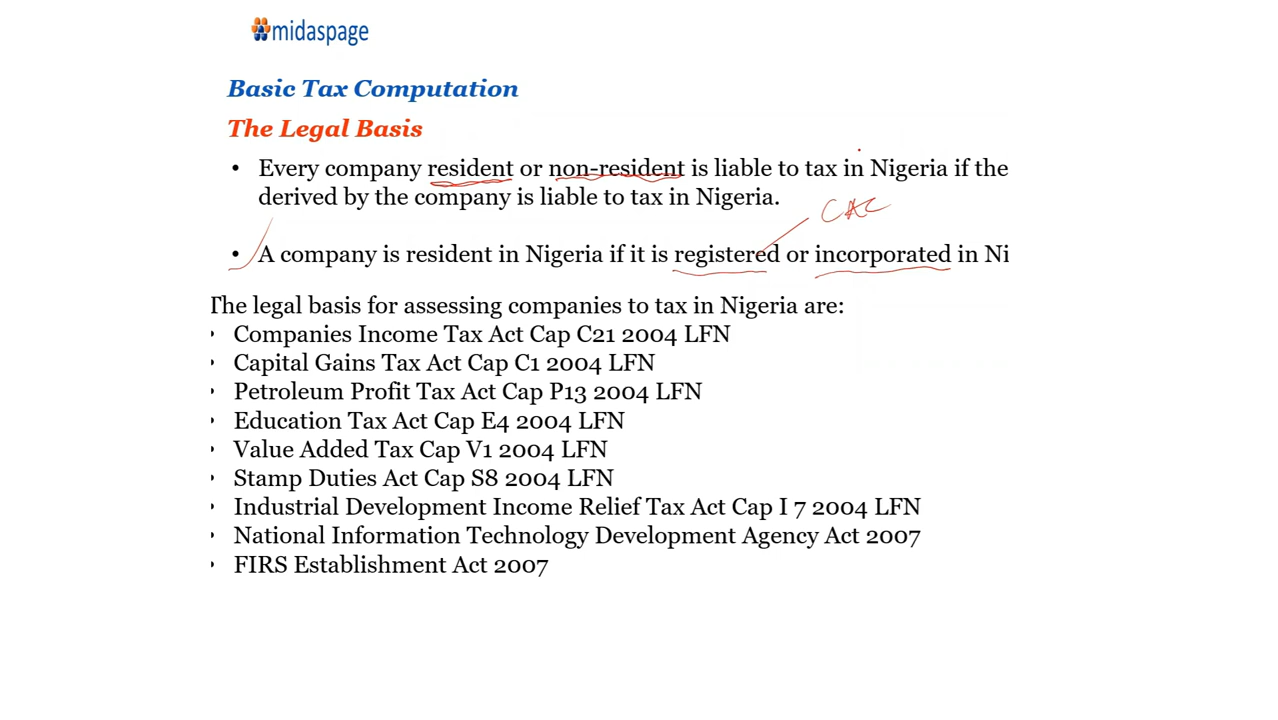 midaspage
Basic Tax Computation
The Legal Basis
• Every company resident or non-resident is liable to tax in Nigeria if the
derived by the company is liable to tax in Nigeria.
CAC
• A company is resident in Nigeria if it is registered or incorporated in Ni
The legal basis for assessing companies to tax in Nigeria are:
• Companies Income Tax Act Cap C21 2004 LFN
• Capital Gains Tax Act Cap C1 2004 LFN
• Petroleum Profit Tax Act Cap P13 2004 LFN
• Education Tax Act Cap E4 2004 LFN
• Value Added Tax Cap V1 2004 LFN
• Stamp Duties Act Cap S8 2004 LFN
• Industrial Development Income Relief Tax Act Cap I 7 2004 LFN
• National Information Technology Development Agency Act 2007
• FIRS Establishment Act 2007